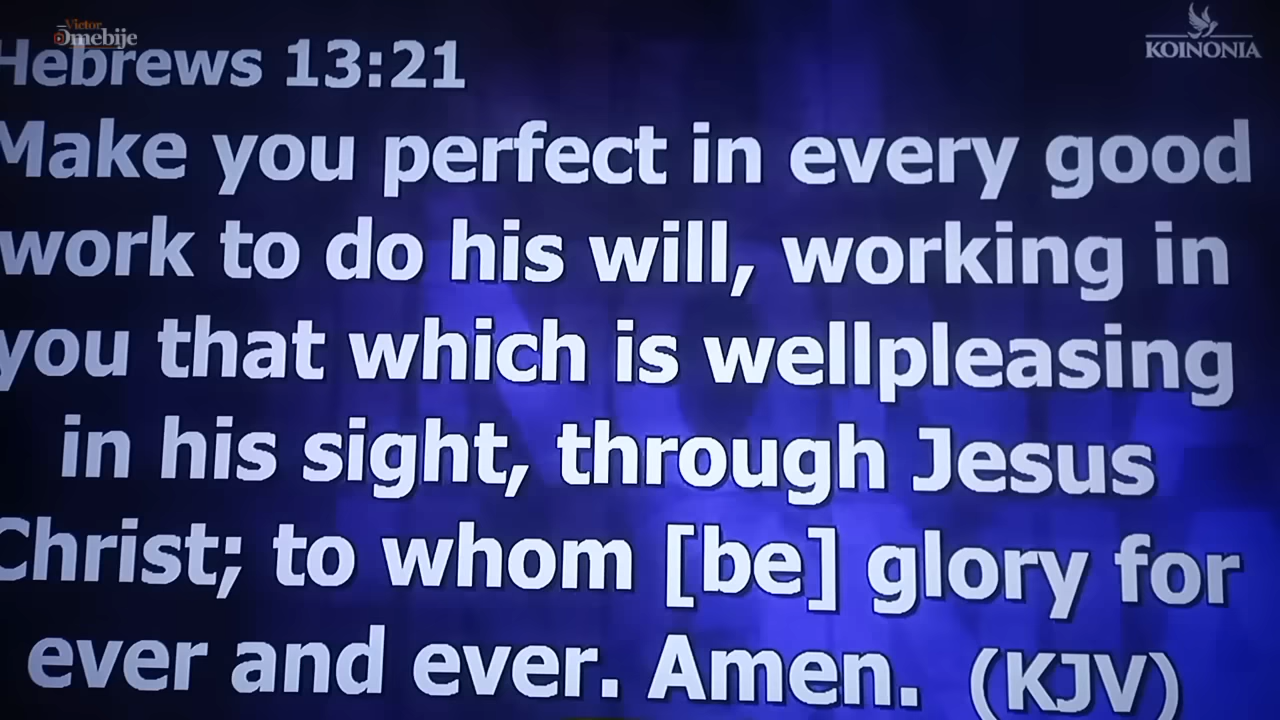 Victor
Omebije
KOINONIA
Hebrews 13:21
Make you perfect in every good
work to do his will, working in
you that which is wellpleasing
in his sight, through Jesus
Christ; to whom [be] glory for
ever and ever. Amen. (KJV)